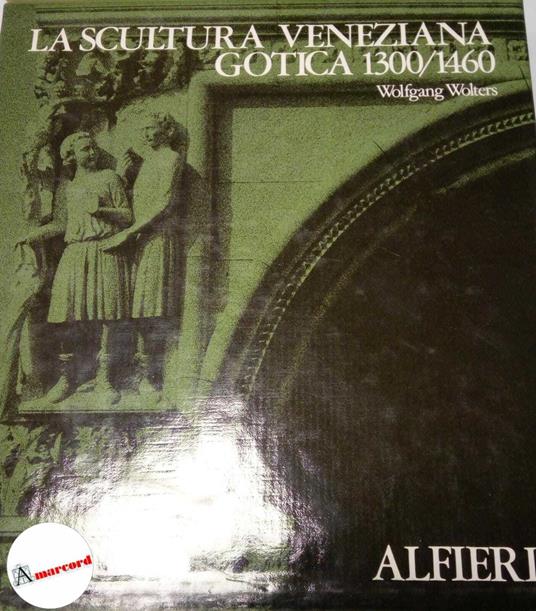 LA SCULTURA VENEZIANA
GOTICA 1300/1460
Wolfgang Wolters
ALFIERI
Amarcord